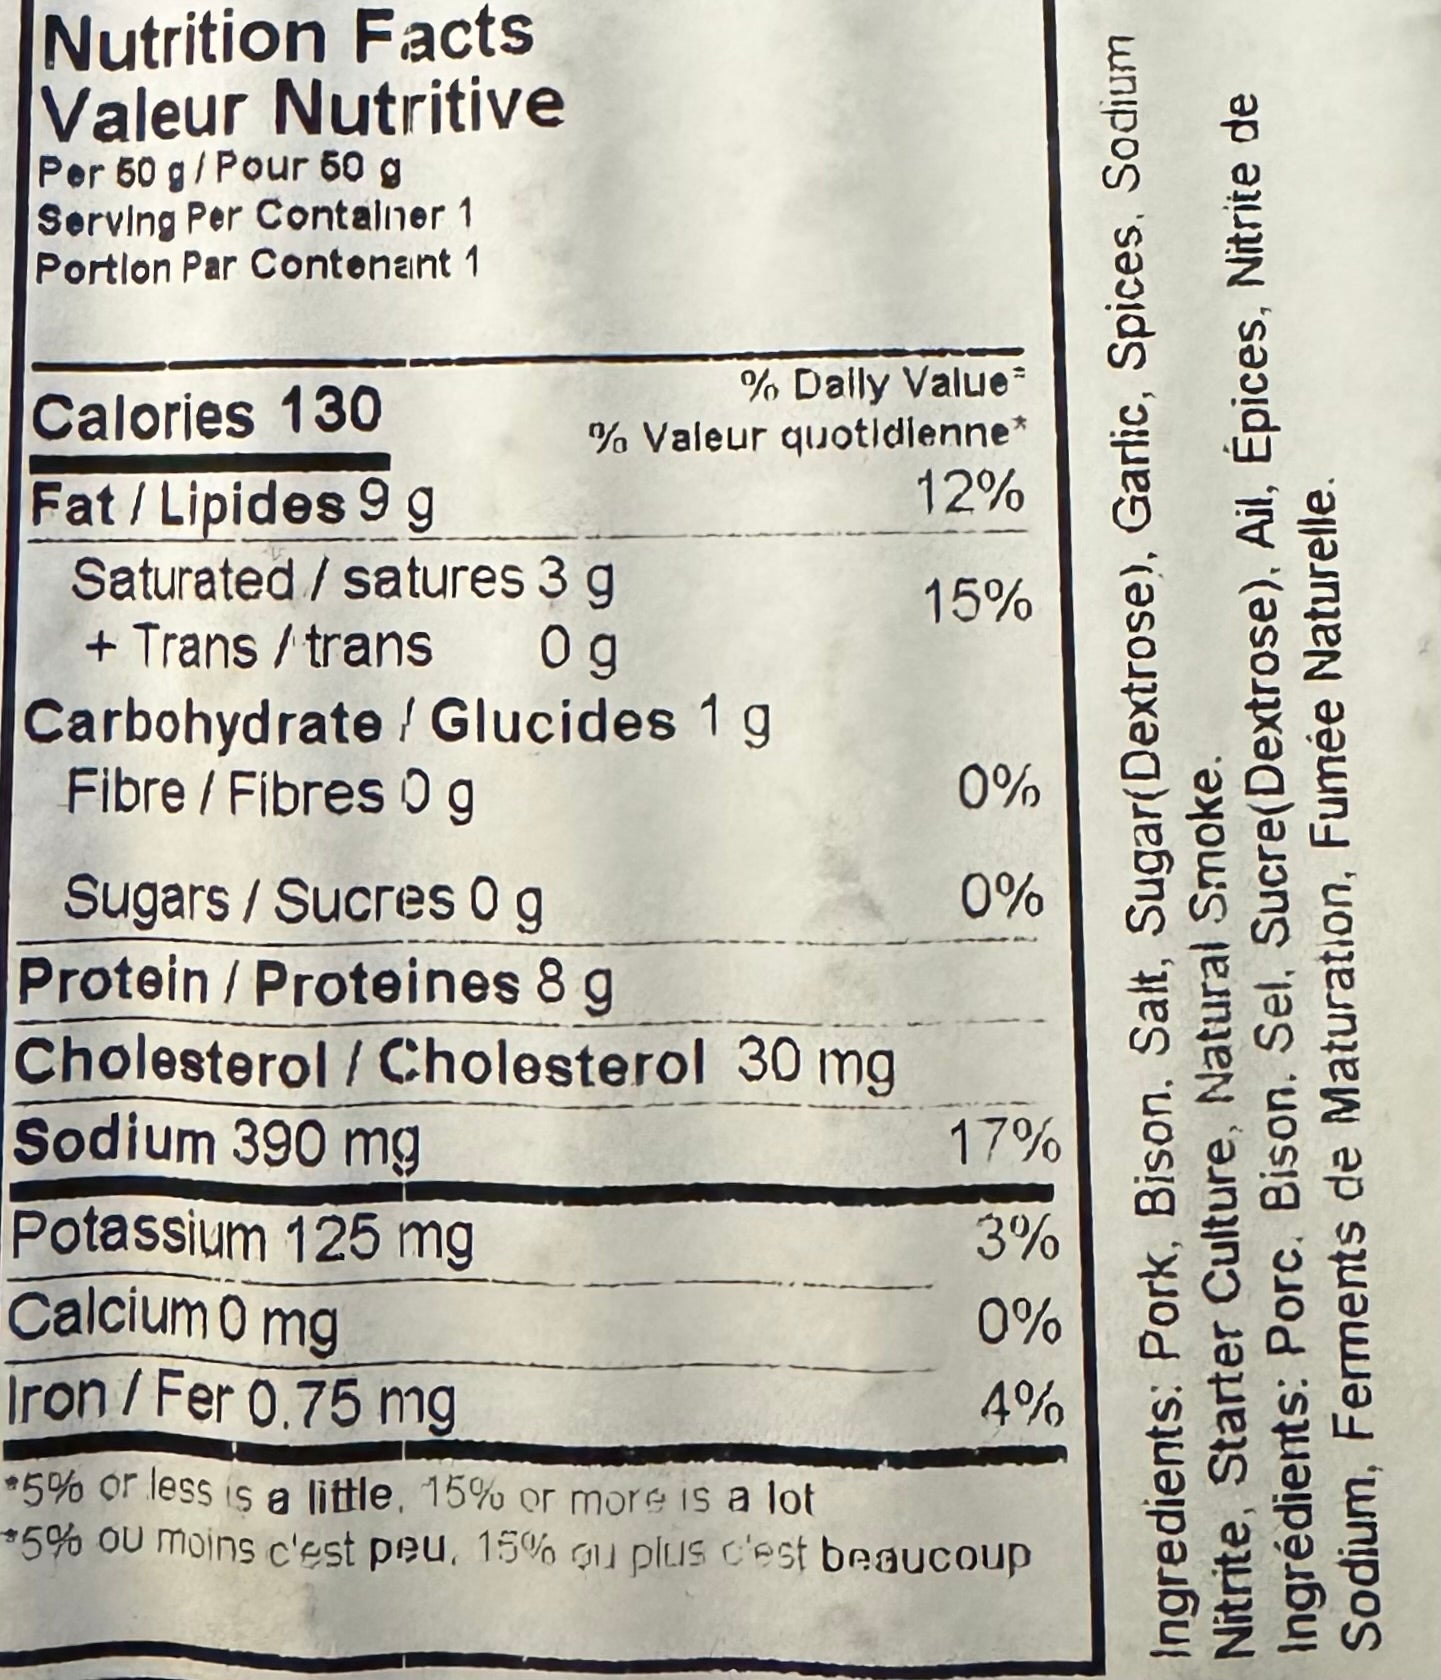 Nutrition Facts
Valeur Nutritive
Per 50 g / Pour 50 g
Serving Per Container 1
Portion Par Contenant 1
% Daily Value*
Calories 130
% Valeur quotidienne*
Fat / Lipides 9 g 12%
Saturated / satures 3 g 15%
+ Trans / trans 0 g
Carbohydrate / Glucides 1 g
Fibre / Fibres 0 g 0%
Sugars / Sucres 0 g 0%
Protein / Proteines 8 g
Cholesterol / Cholesterol 30 mg
Sodium 390 mg 17%
Potassium 125 mg 3%
Calcium 0 mg 0%
Iron / Fer 0.75 mg 4%
*5% or less is a little, 15% or more is a lot
*5% ou moins c'est peu, 15% ou plus c'est beaucoup
Ingredients: Pork, Bison, Salt, Sugar(Dextrose), Garlic, Spices, Sodium
Nitrite, Starter Culture, Natural Smoke.
Ingrédients: Porc, Bison, Sel, Sucre(Dextrose), Ail, Épices, Nitrite de
Sodium, Ferments de Maturation, Fumée Naturelle.